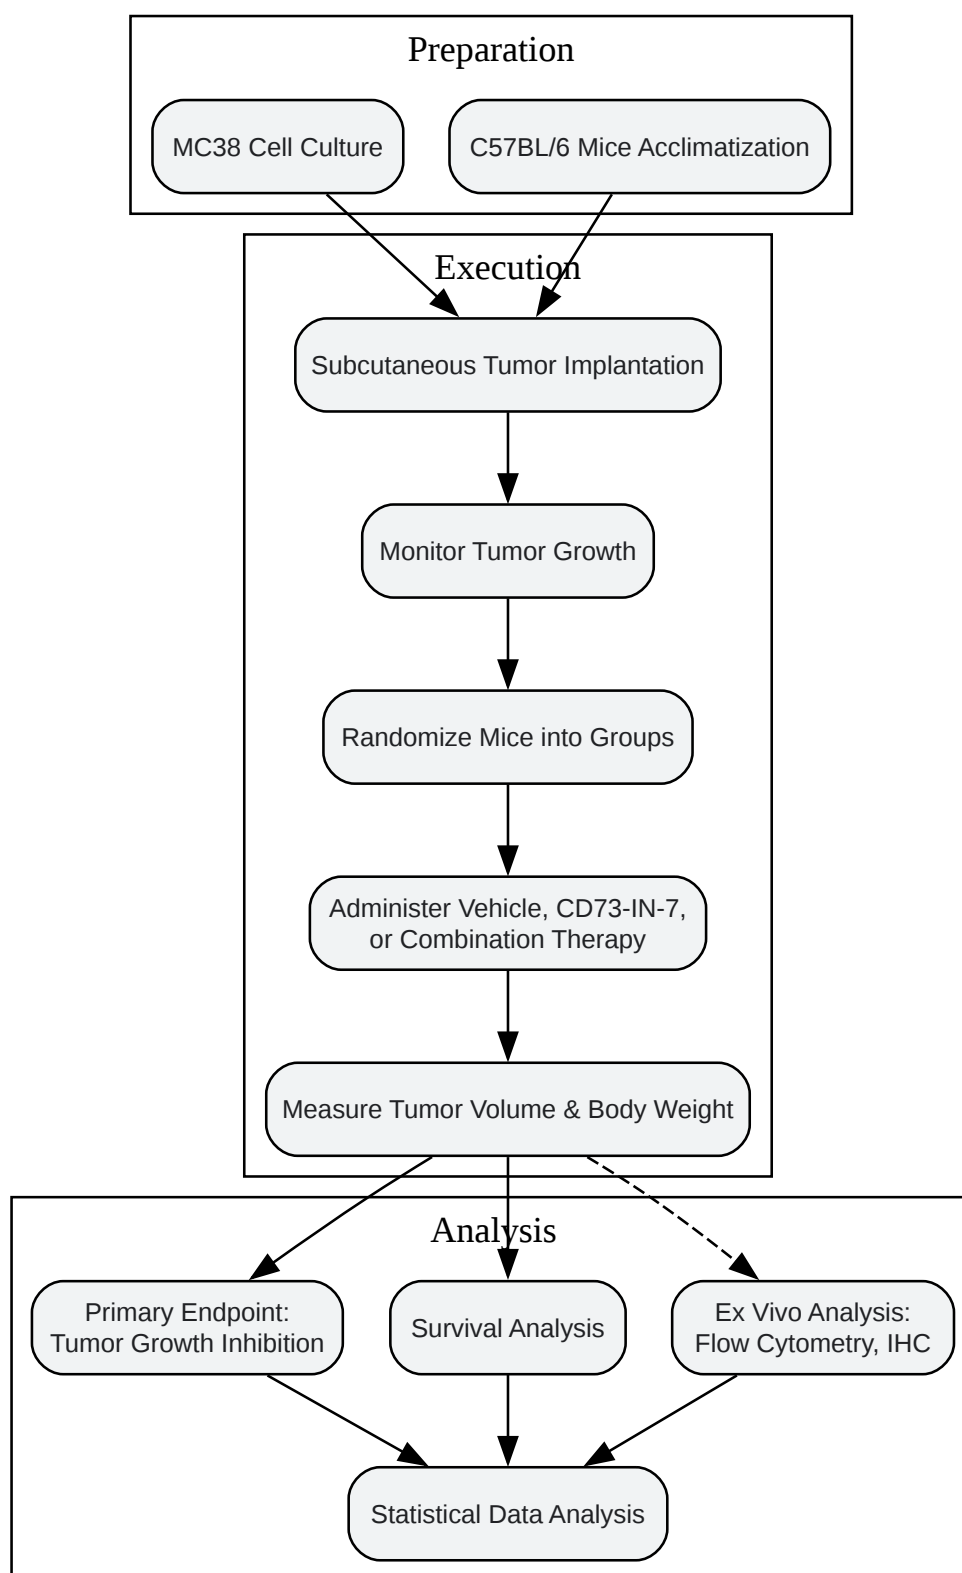 Preparation
MC38 Cell Culture
C57BL/6 Mice Acclimatization
Execution
Subcutaneous Tumor Implantation
Monitor Tumor Growth
Randomize Mice into Groups
Administer Vehicle, CD73-IN-7,
or Combination Therapy
Measure Tumor Volume & Body Weight
Analysis
Primary Endpoint:
Tumor Growth Inhibition
Survival Analysis
Ex Vivo Analysis:
Flow Cytometry, IHC
Statistical Data Analysis